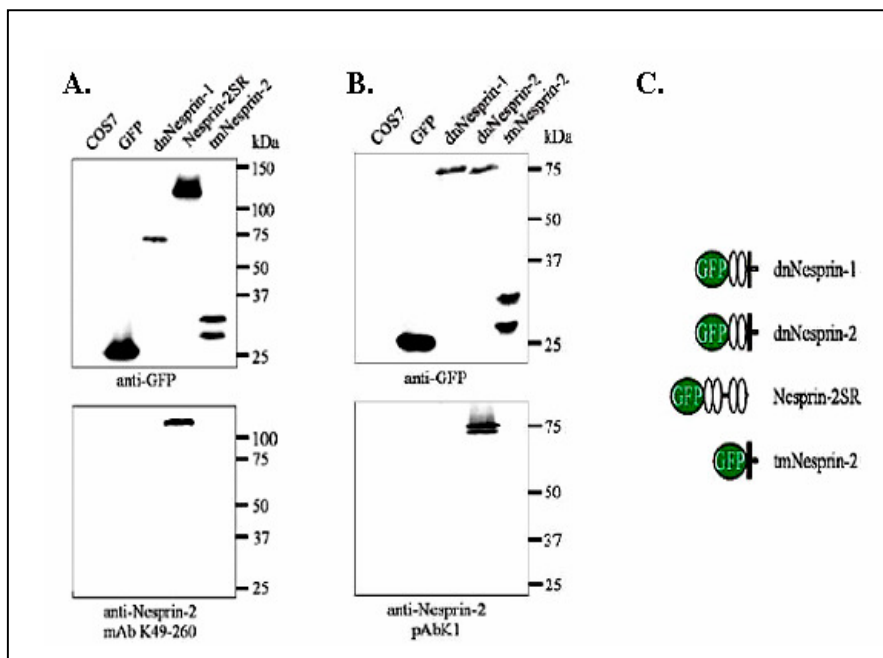 A.
COS7
GFP
dnNesprin-1
Nesprin-2SR
tmNesprin-2
kDa
150
100
75
50
37
25
anti-GFP
100
75
50
37
25
anti-Nesprin-2
mAb K49-260
B.
COS7
GFP
dnNesprin-1
dnNesprin-2
tmNesprin-2
kDa
75
50
37
25
anti-GFP
75
50
37
25
anti-Nesprin-2
pAbK1
C.
GFP dnNesprin-1
GFP dnNesprin-2
GFP Nesprin-2SR
GFP tmNesprin-2